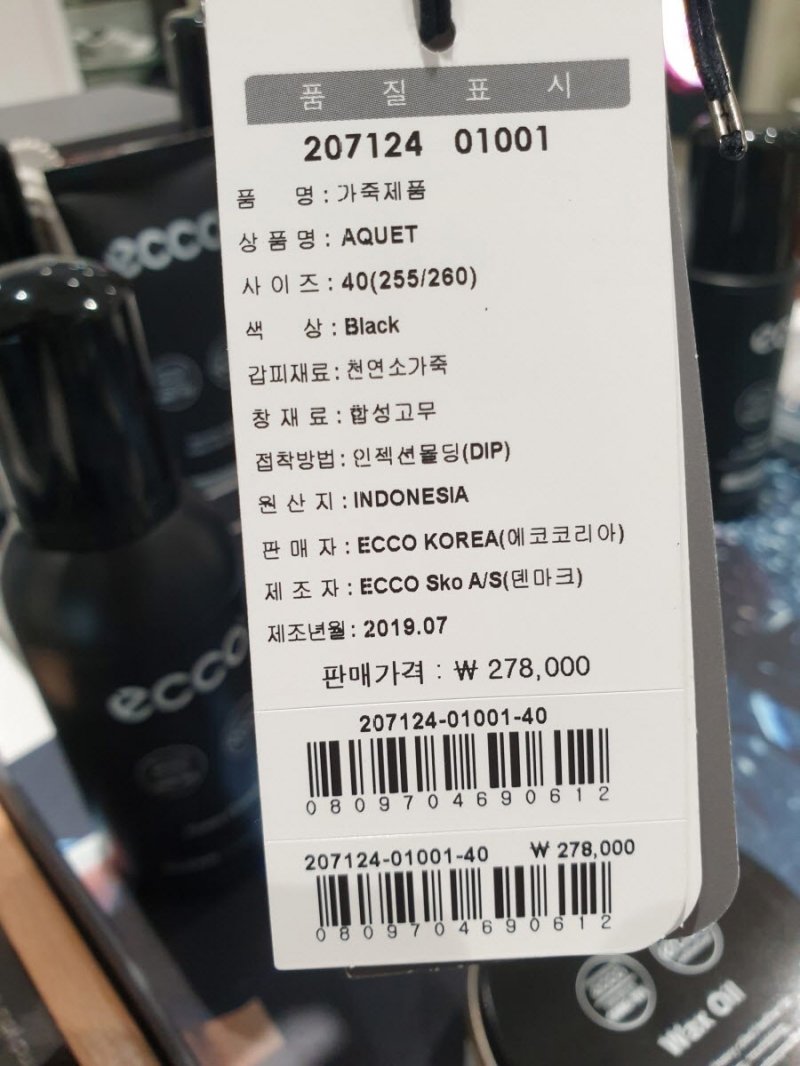 품 질 표 시
207124 01001
품 명 : 가죽제품
상 품 명 : AQUET
사 이 즈 : 40(255/260)
색 상 : Black
갑피재료 : 천연소가죽
창 재 료 : 합성고무
접착방법 : 인젝션몰딩(DIP)
원 산 지 : INDONESIA
판 매 자 : ECCO KOREA(에코코리아)
제 조 자 : ECCO Sko A/S(덴마크)
제조년월 : 2019.07
판매가격 : ₩ 278,000
207124-01001-40
080970469061​2
207124-01001-40 ₩ 278,000
0809704690612
ecco
ecco
Wax Oil